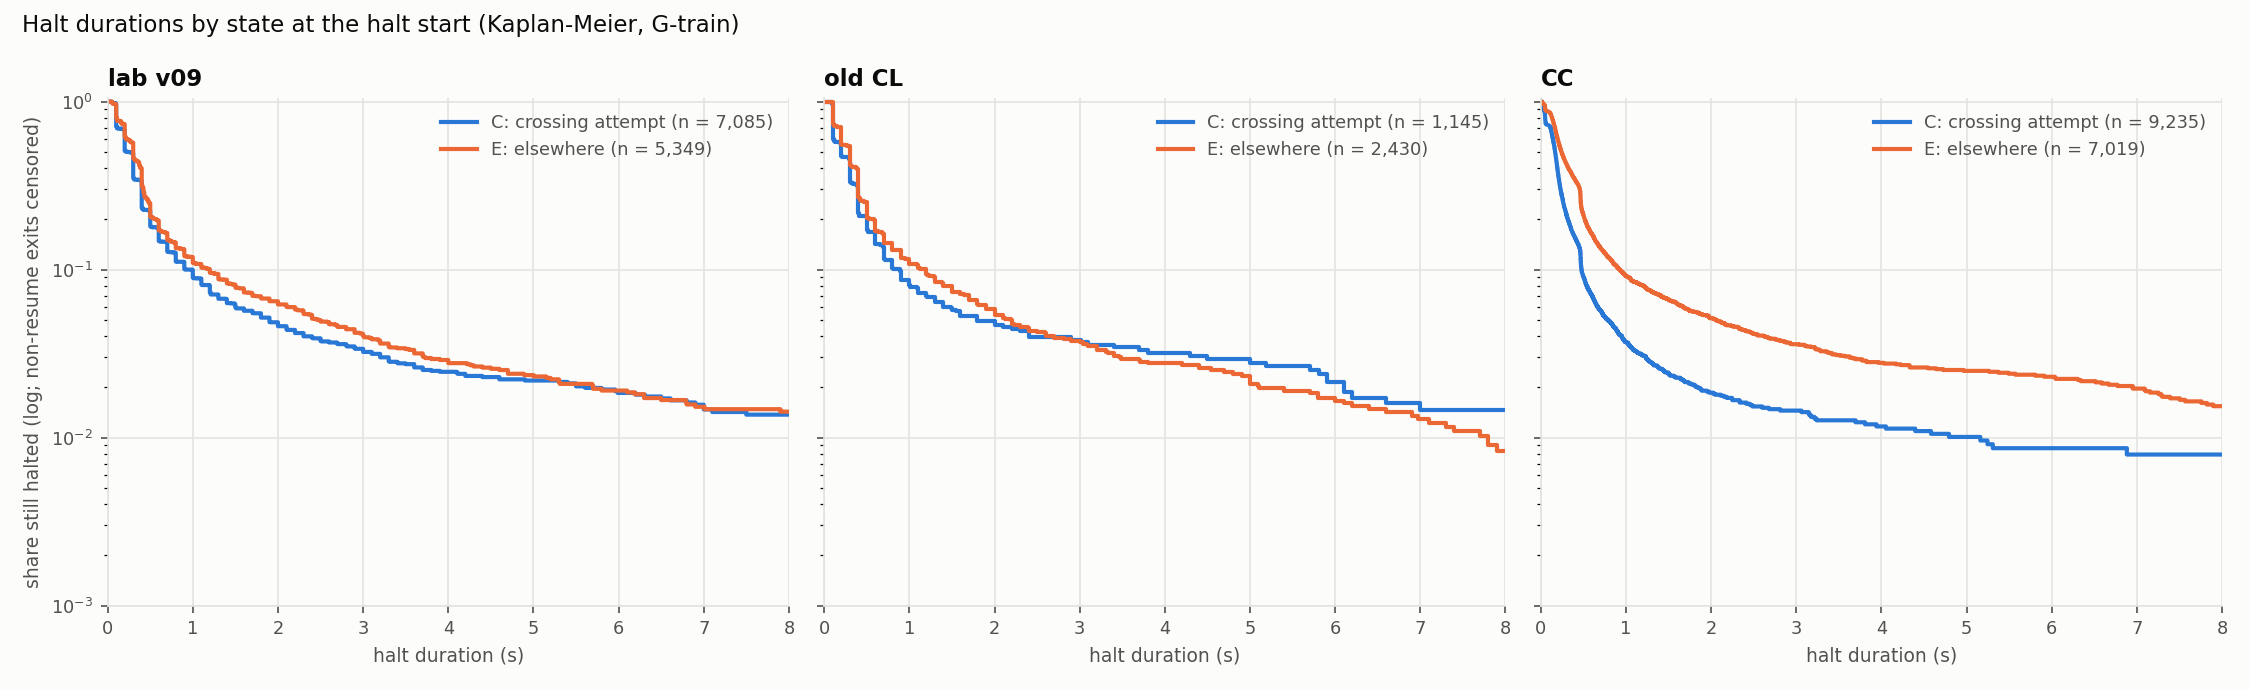 Halt durations by state at the halt start (Kaplan-Meier, G-train)
lab v09
old CL
CC
share still halted (log; non-resume exits censored)
10⁰
10⁻¹
10⁻²
10⁻³
C: crossing attempt (n = 7,085)
E: elsewhere (n = 5,349)
0 1 2 3 4 5 6 7 8
halt duration (s)
C: crossing attempt (n = 1,145)
E: elsewhere (n = 2,430)
0 1 2 3 4 5 6 7 8
halt duration (s)
C: crossing attempt (n = 9,235)
E: elsewhere (n = 7,019)
0 1 2 3 4 5 6 7 8
halt duration (s)